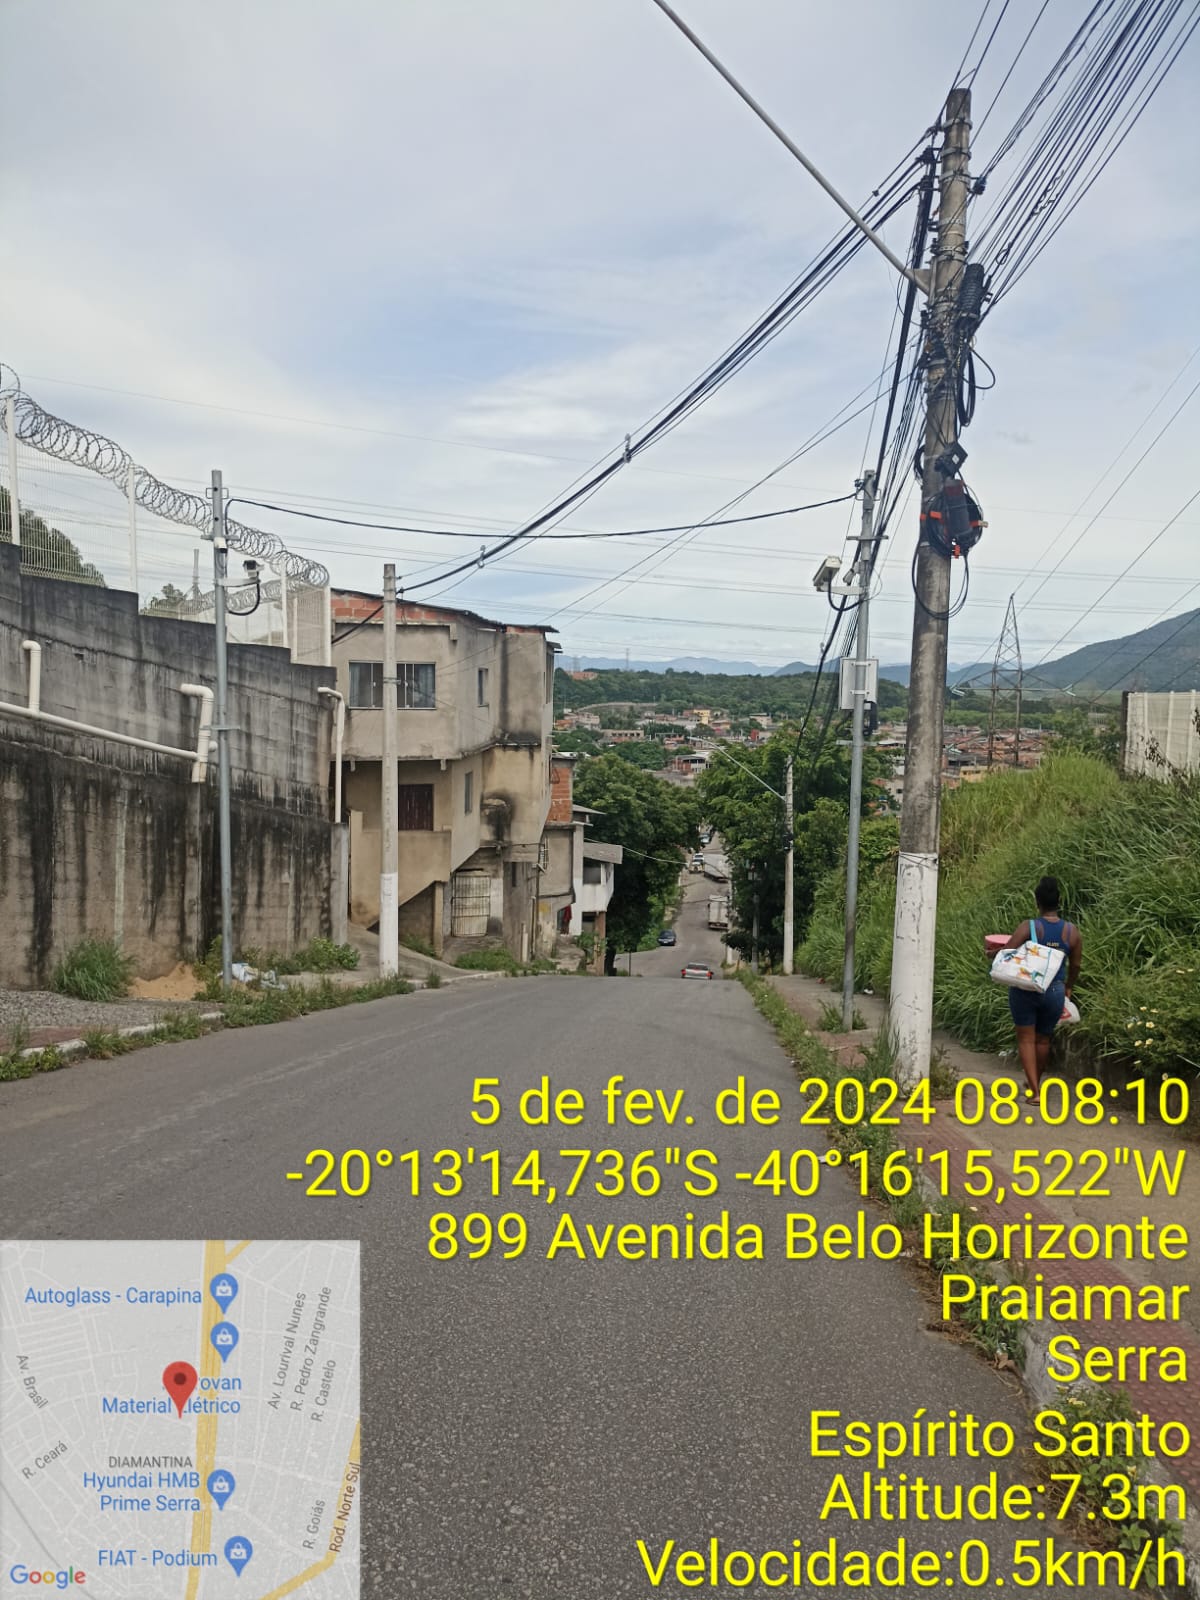 5 de fev. de 2024 08:08:10
-20°13'14,736"S -40°16'15,522"W
899 Avenida Belo Horizonte
Praiamar
Serra
Espírito Santo
Altitude:7.3m
Velocidade:0.5km/h
Autoglass - Carapina
Av. Lourival Nunes
R. Pedro Zangrande
R. Castelo
Av. Brasil
Material Elétrico
R. Ceará
DIAMANTINA
Hyundai HMB
Prime Serra
R. Goiás
Rod. Norte Sul
FIAT - Podium
Google